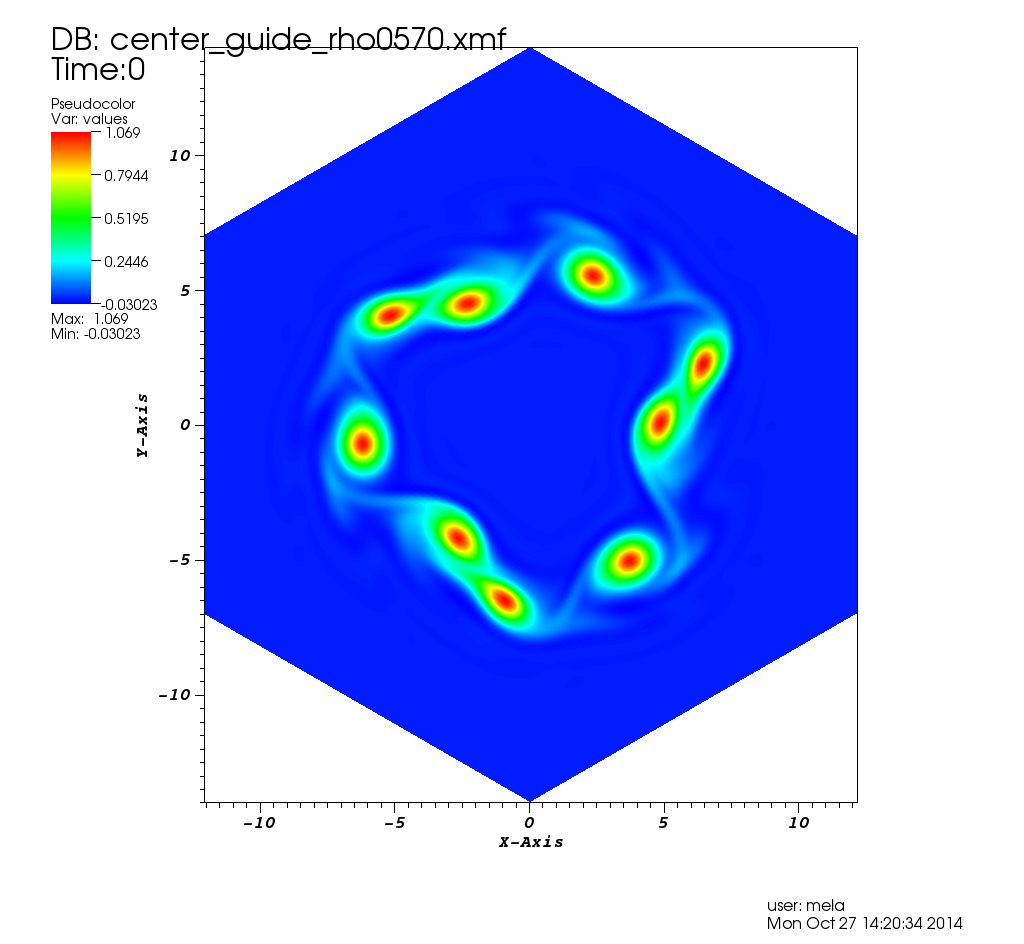 DB: center_guide_rho0570.xmf
Time:0
Pseudocolor
Var: values
1.069
0.7944
0.5195
0.2446
-0.03023
Max: 1.069
Min: -0.03023
10
5
0
-5
-10
Y-Axis
-10 -5 0 5 10
X-Axis
user: mela
Mon Oct 27 14:20:34 2014